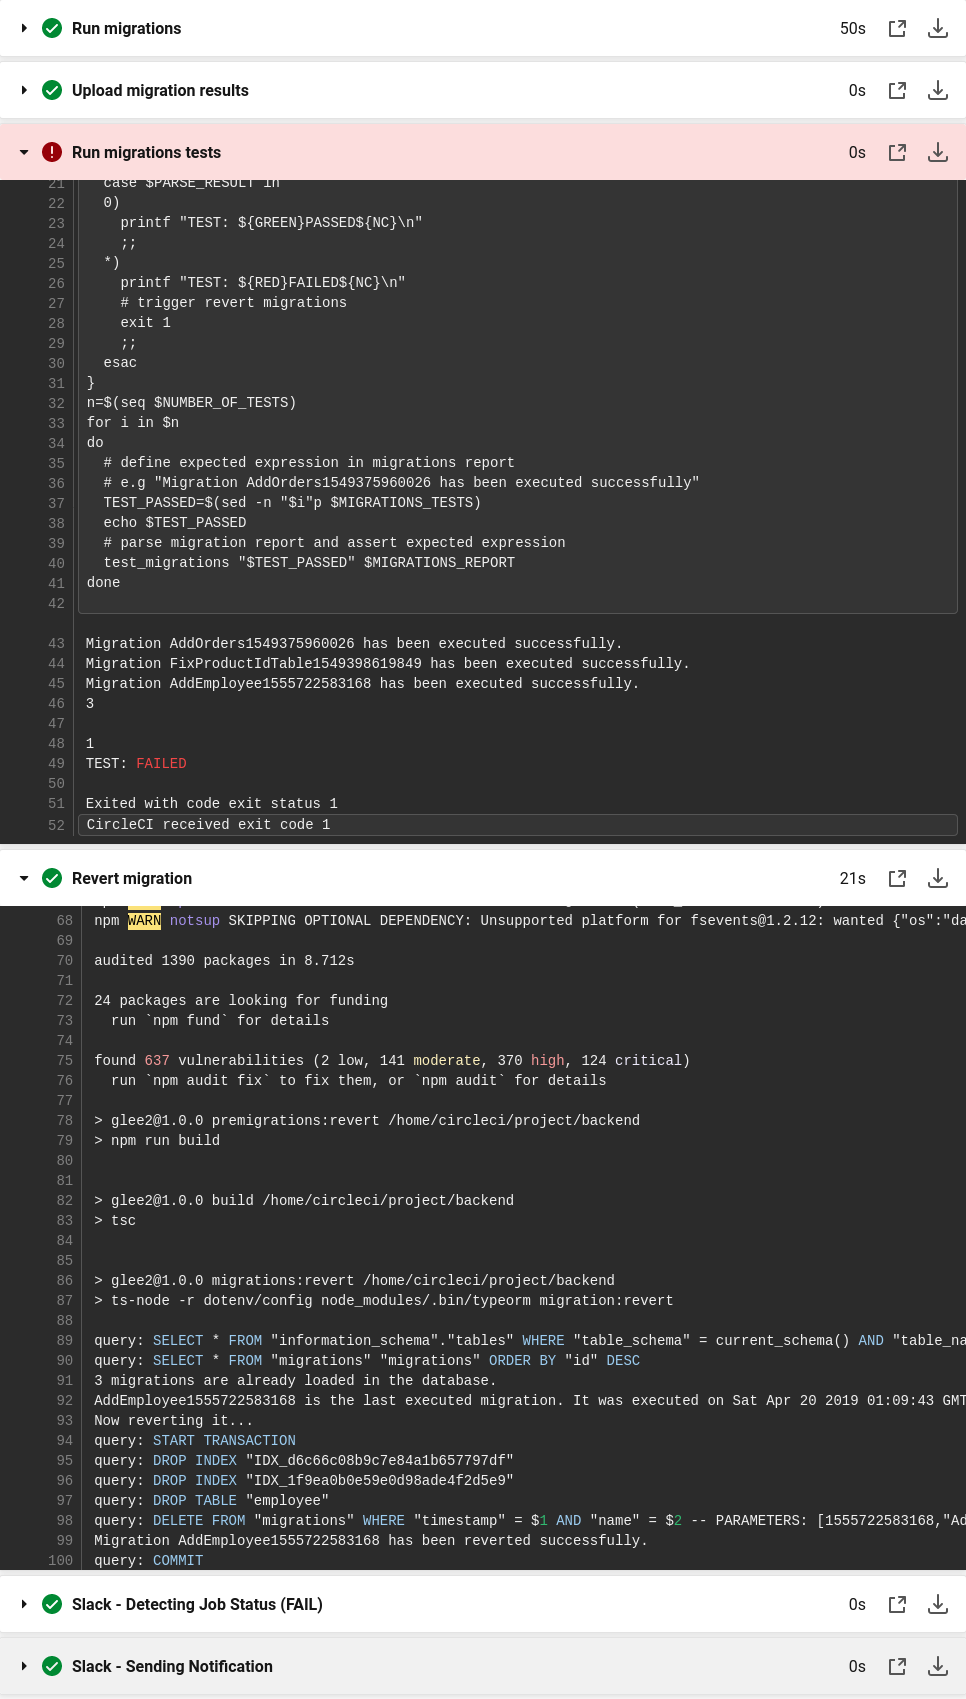 Run migrations 50s
Upload migration results 0s
Run migrations tests 0s
21 case $PARSE_RESULT in
22 0)
23 printf "TEST: ${GREEN}PASSED${NC}\n"
24 ;;
25 *)
26 printf "TEST: ${RED}FAILED${NC}\n"
27 # trigger revert migrations
28 exit 1
29 ;;
30 esac
31 }
32 n=$(seq $NUMBER_OF_TESTS)
33 for i in $n
34 do
35 # define expected expression in migrations report
36 # e.g "Migration AddOrders1549375960026 has been executed successfully"
37 TEST_PASSED=$(sed -n "$i"p $MIGRATIONS_TESTS)
38 echo $TEST_PASSED
39 # parse migration report and assert expected expression
40 test_migrations "$TEST_PASSED" $MIGRATIONS_REPORT
41 done
42
43 Migration AddOrders1549375960026 has been executed successfully.
44 Migration FixProductIdTable1549398619849 has been executed successfully.
45 Migration AddEmployee1555722583168 has been executed successfully.
46 3
47
48 1
49 TEST: FAILED
50
51 Exited with code exit status 1
52 CircleCI received exit code 1
Revert migration 21s
68 npm WARN notsup SKIPPING OPTIONAL DEPENDENCY: Unsupported platform for fsevents@1.2.12: wanted {"os":"da
69
70 audited 1390 packages in 8.712s
71
72 24 packages are looking for funding
73 run `npm fund` for details
74
75 found 637 vulnerabilities (2 low, 141 moderate, 370 high, 124 critical)
76 run `npm audit fix` to fix them, or `npm audit` for details
77
78 > glee2@1.0.0 premigrations:revert /home/circleci/project/backend
79 > npm run build
80
81
82 > glee2@1.0.0 build /home/circleci/project/backend
83 > tsc
84
85
86 > glee2@1.0.0 migrations:revert /home/circleci/project/backend
87 > ts-node -r dotenv/config node_modules/.bin/typeorm migration:revert
88
89 query: SELECT * FROM "information_schema"."tables" WHERE "table_schema" = current_schema() AND "table_na
90 query: SELECT * FROM "migrations" "migrations" ORDER BY "id" DESC
91 3 migrations are already loaded in the database.
92 AddEmployee1555722583168 is the last executed migration. It was executed on Sat Apr 20 2019 01:09:43 GMT
93 Now reverting it...
94 query: START TRANSACTION
95 query: DROP INDEX "IDX_d6c66c08b9c7e84a1b657797df"
96 query: DROP INDEX "IDX_1f9ea0b0e59e0d98ade4f2d5e9"
97 query: DROP TABLE "employee"
98 query: DELETE FROM "migrations" WHERE "timestamp" = $1 AND "name" = $2 -- PARAMETERS: [1555722583168,"Ad
99 Migration AddEmployee1555722583168 has been reverted successfully.
100 query: COMMIT
Slack - Detecting Job Status (FAIL) 0s
Slack - Sending Notification 0s